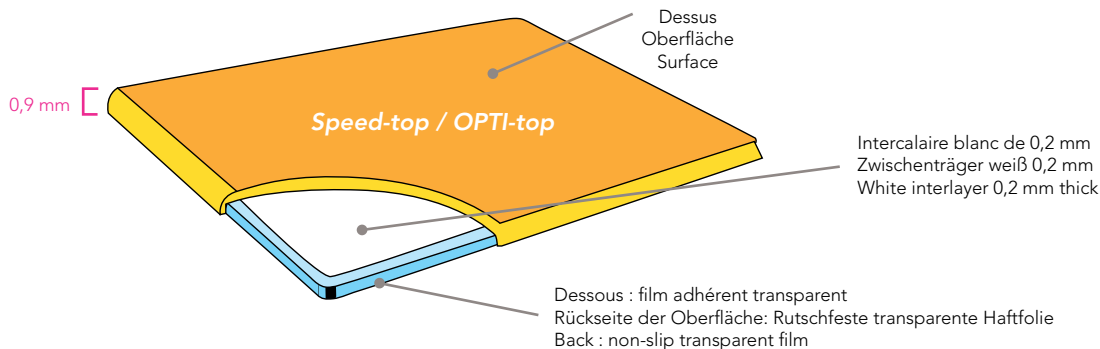 Dessus
Oberfläche
Surface
0,9 mm
Speed-top / OPTI-top
Intercalaire blanc de 0,2 mm
Zwischenträger weiß 0,2 mm
White interlayer 0,2 mm thick
Dessous : film adhérent transparent
Rückseite der Oberfläche: Rutschfeste transparente Haftfolie
Back : non-slip transparent film